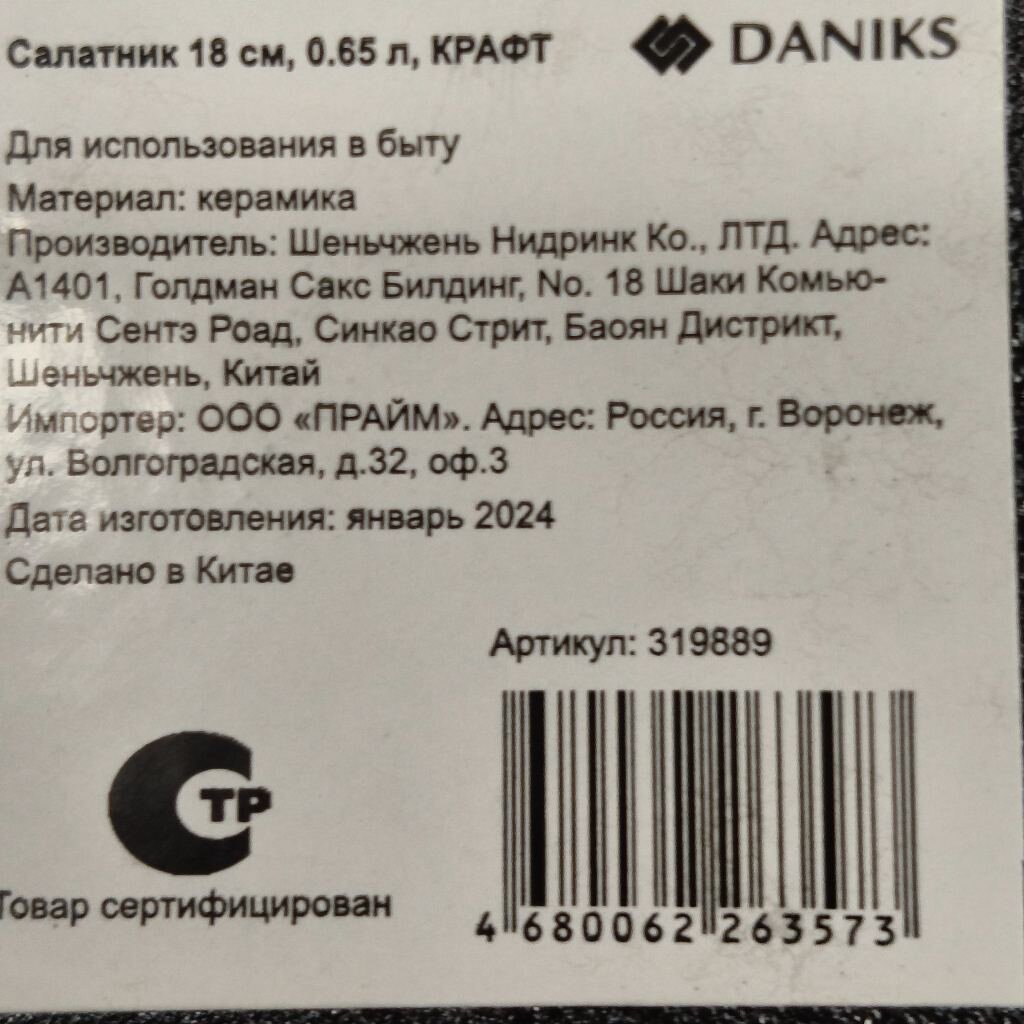 Салатник 18 см, 0.65 л, КРАФТ
DANIKS
Для использования в быту
Материал: керамика
Производитель: Шеньчжень Нидринк Ко., ЛТД. Адрес:
А1401, Голдман Сакс Билдинг, No. 18 Шаки Комью-
нити Сентэ Роад, Синкао Стрит, Баоян Дистрикт,
Шеньчжень, Китай
Импортер: ООО «ПРАЙМ». Адрес: Россия, г. Воронеж,
ул. Волгоградская, д.32, оф.3
Дата изготовления: январь 2024
Сделано в Китае
Артикул: 319889
СТР
Товар сертифицирован
4 680062 263573